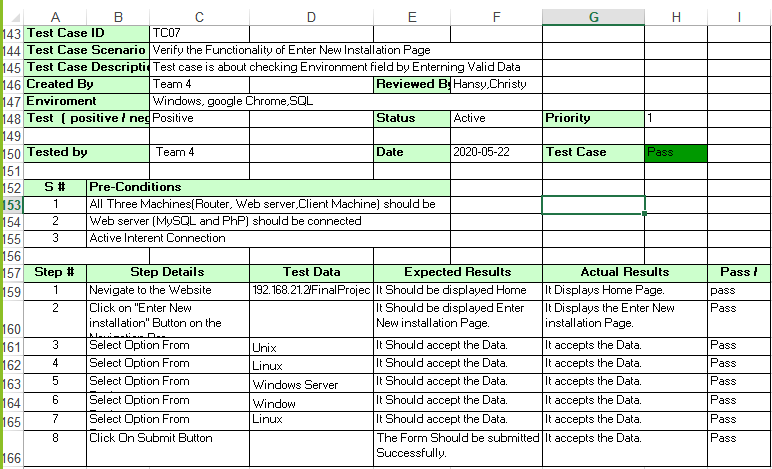 A B C D E F G H I
143 Test Case ID TC07
144 Test Case Scenario Verify the Functionality of Enter New Installation Page
145 Test Case Descripti Test case is about checking Environment field by Enterning Valid Data
146 Created By Team 4 Reviewed B Hansy,Christy
147 Enviroment Windows, google Chrome,SQL
148 Test ( positive / neg Positive Status Active Priority 1
149
150 Tested by Team 4 Date 2020-05-22 Test Case Pass
151
152 S # Pre-Conditions
153 1 All Three Machines(Router, Web server,Client Machine) should be
154 2 Web server (MySQL and PhP) should be connected
155 3 Active Interent Connection
156
157 Step # Step Details Test Data Expected Results Actual Results Pass /
159 1 Nevigate to the Website 192.168.21.2/FinalProjec It Should be displayed Home It Displays Home Page. pass
2 Click on "Enter New It Should be displayed Enter It Displays the Enter New Pass
160 installation" Button on the New installation Page. installation Page.
161 3 Select Option From Unix It Should accept the Data. It accepts the Data. Pass
162 4 Select Option From Linux It Should accept the Data. It accepts the Data. Pass
163 5 Select Option From Windows Server It Should accept the Data. It accepts the Data. Pass
164 6 Select Option From Window It Should accept the Data. It accepts the Data. Pass
165 7 Select Option From Linux It Should accept the Data. It accepts the Data. Pass
8 Click On Submit Button The Form Should be submitted It accepts the Data. Pass
166 Successfully.